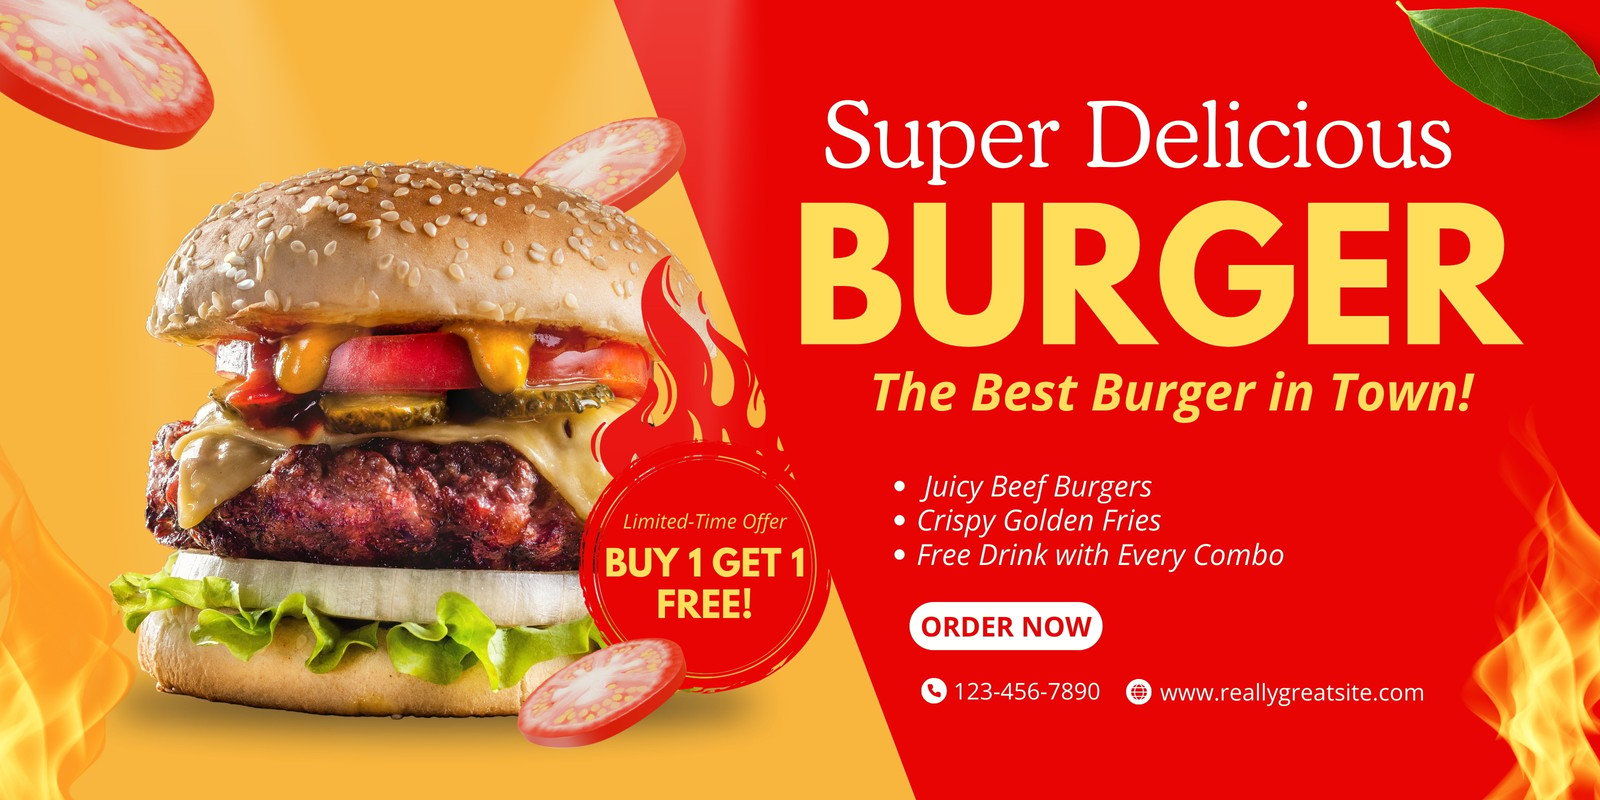 Super Delicious
BURGER
The Best Burger in Town!
• Juicy Beef Burgers
• Crispy Golden Fries
• Free Drink with Every Combo
ORDER NOW
123-456-7890 www.reallygreatsite.com
Limited-Time Offer
BUY 1 GET 1
FREE!